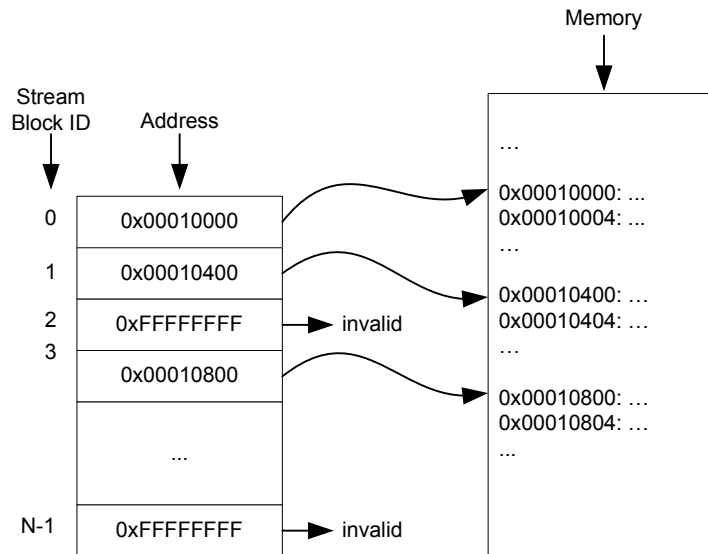 Memory
Stream
Block ID
Address
...
0 0x00010000
0x00010000: ...
0x00010004: ...
...
1 0x00010400
0x00010400: ...
0x00010404: ...
...
2 0xFFFFFFFF invalid
3 0x00010800
0x00010800: ...
0x00010804: ...
...
...
N-1 0xFFFFFFFF invalid